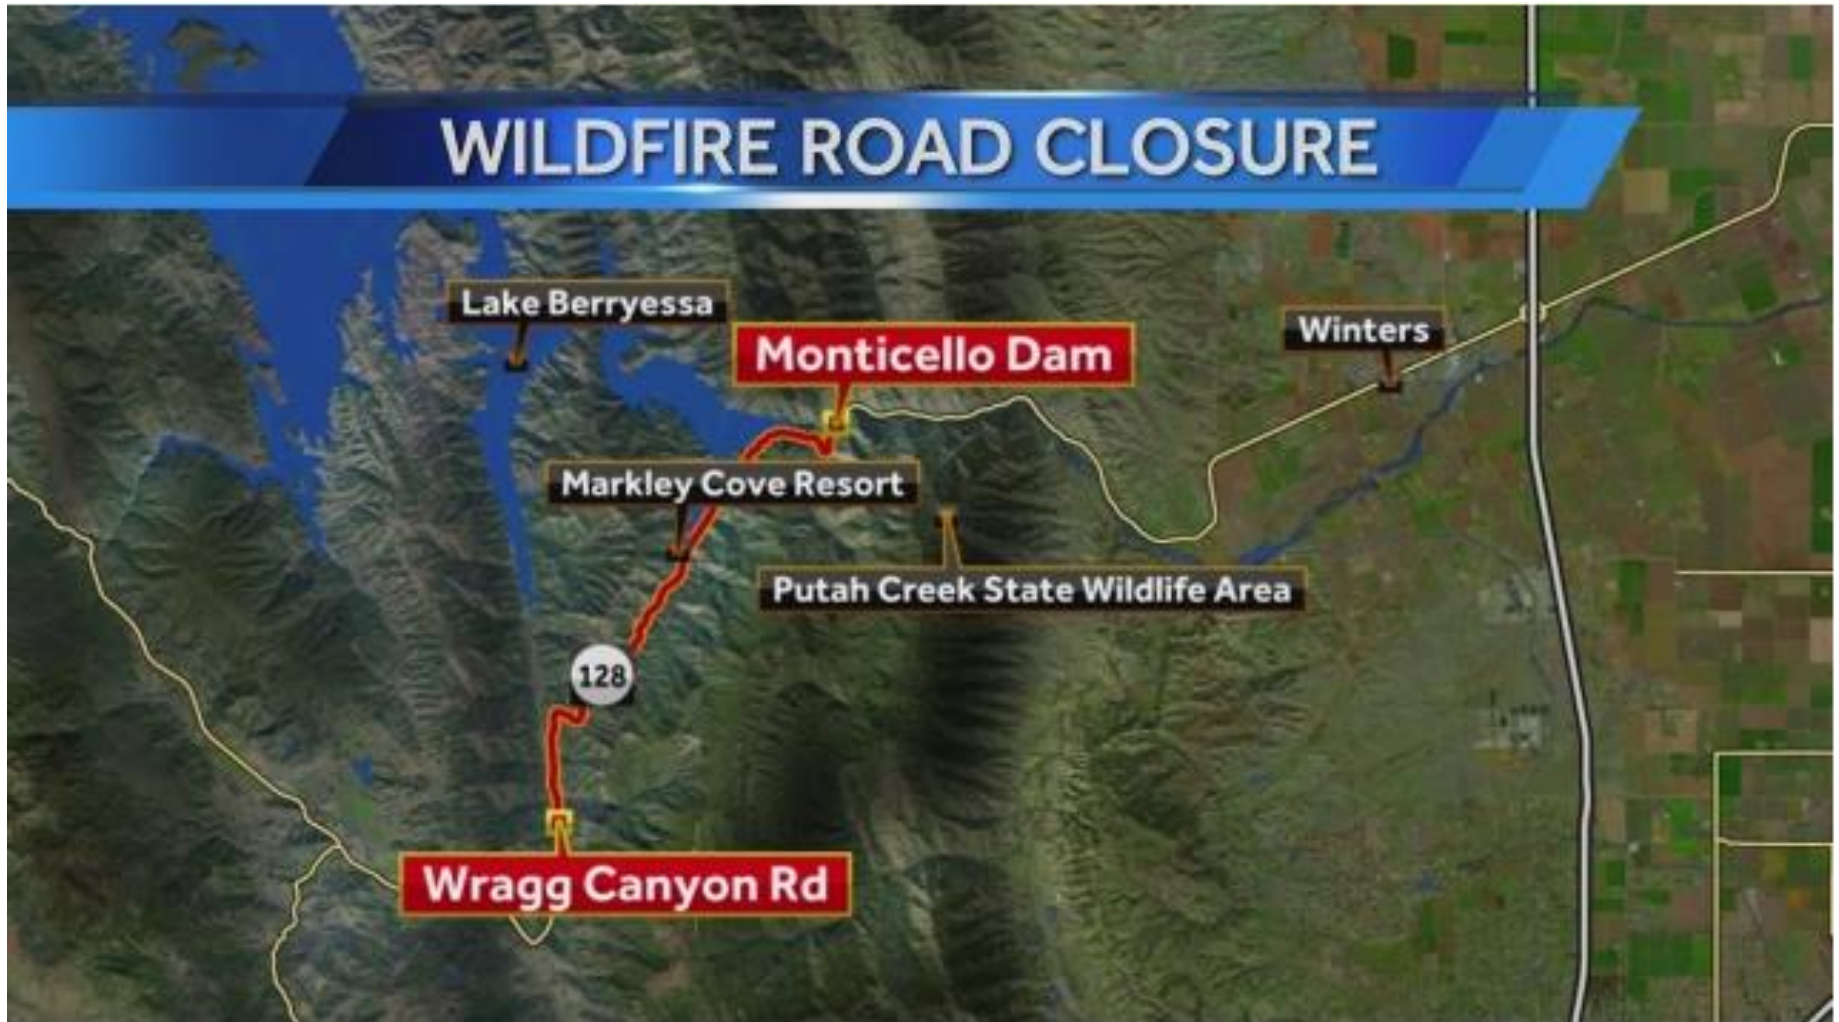 WILDFIRE ROAD CLOSURE
Lake Berryessa
Monticello Dam
Winters
Markley Cove Resort
Putah Creek State Wildlife Area
128
Wragg Canyon Rd